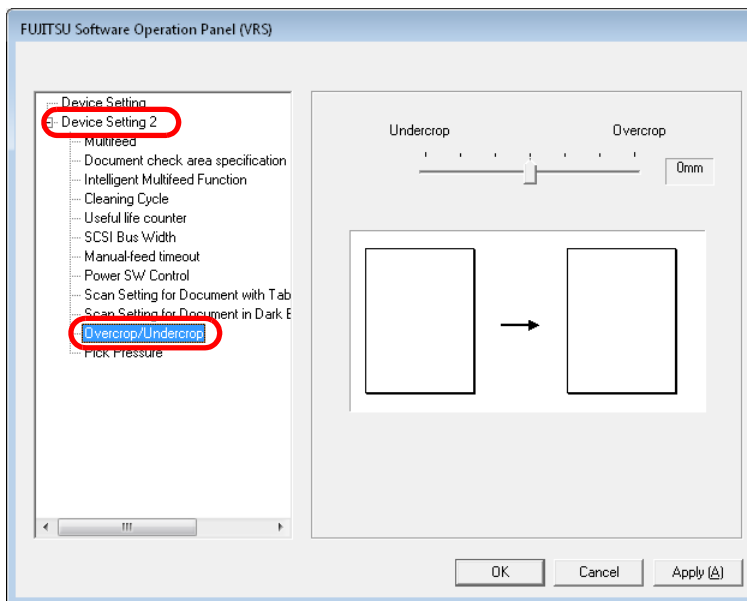 FUJITSU Software Operation Panel (VRS)
Device Setting
Device Setting 2
Multifeed
Document check area specification
Intelligent Multifeed Function
Cleaning Cycle
Useful life counter
SCSI Bus Width
Manual-feed timeout
Power SW Control
Scan Setting for Document with Tab
Scan Setting for Document in Dark B
Overcrop/Undercrop
Pick Pressure
Undercrop Overcrop
0mm
OK Cancel Apply (A)